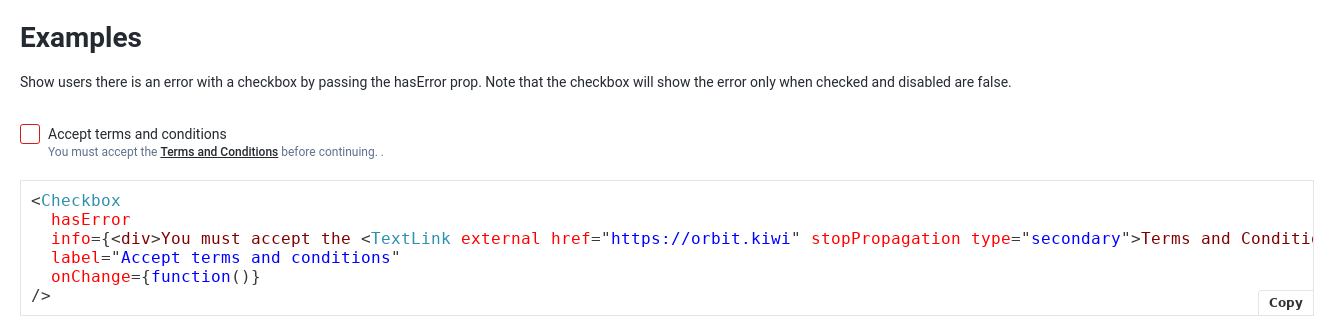 Examples
Show users there is an error with a checkbox by passing the hasError prop. Note that the checkbox will show the error only when checked and disabled are false.
Accept terms and conditions
You must accept the Terms and Conditions before continuing. .
<Checkbox
  hasError
  info={<div>You must accept the <TextLink external href="https://orbit.kiwi" stopPropagation type="secondary">Terms and Conditi
  label="Accept terms and conditions"
  onChange={function()}
/>
Copy